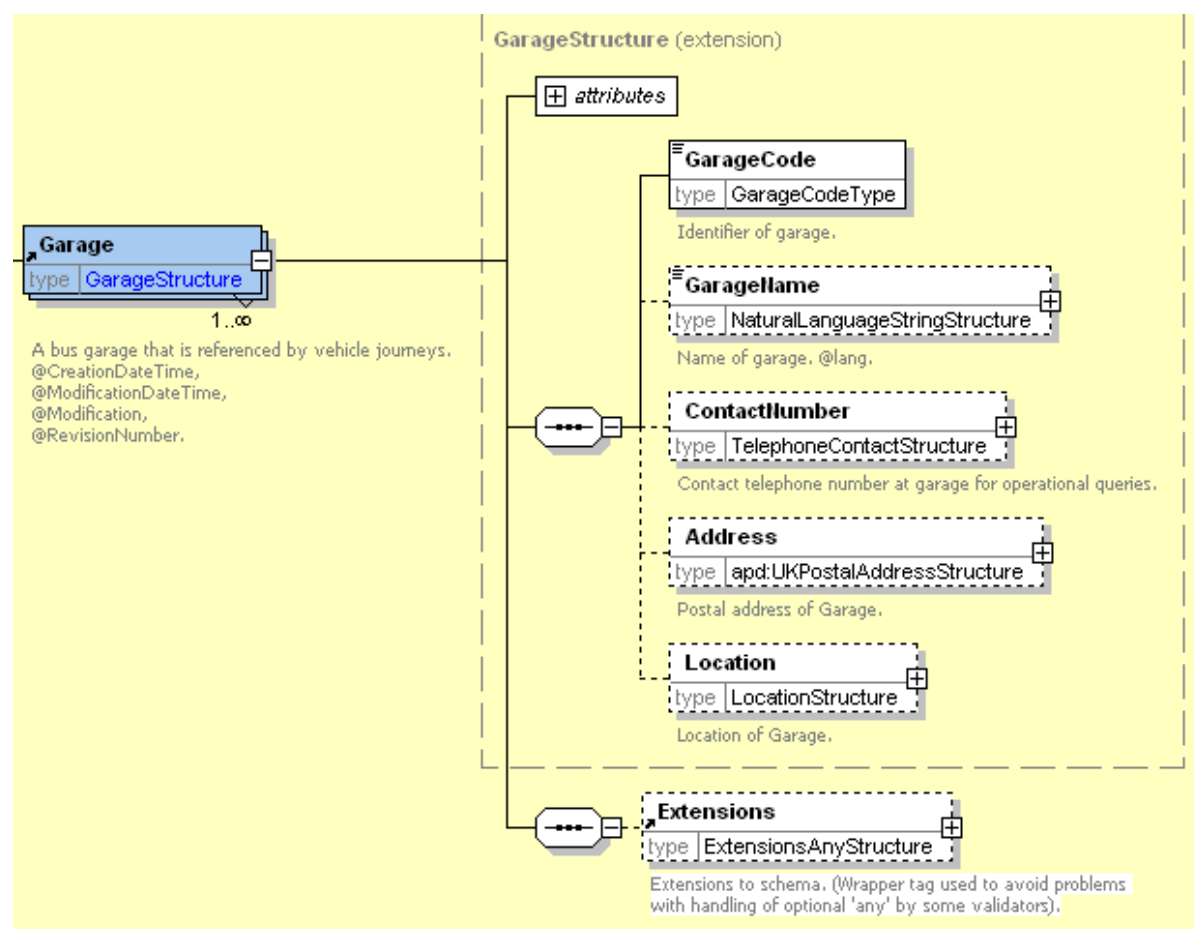 GarageStructure (extension)
attributes
GarageCode
type GarageCodeType
Identifier of garage.
Garage
type GarageStructure
1..∞
A bus garage that is referenced by vehicle journeys.
@CreationDateTime,
@ModificationDateTime,
@Modification,
@RevisionNumber.
GarageName
type NaturalLanguageStringStructure
Name of garage. @lang.
ContactNumber
type TelephoneContactStructure
Contact telephone number at garage for operational queries.
Address
type apd:UKPostalAddressStructure
Postal address of Garage.
Location
type LocationStructure
Location of Garage.
Extensions
type ExtensionsAnyStructure
Extensions to schema. (Wrapper tag used to avoid problems
with handling of optional 'any' by some validators).